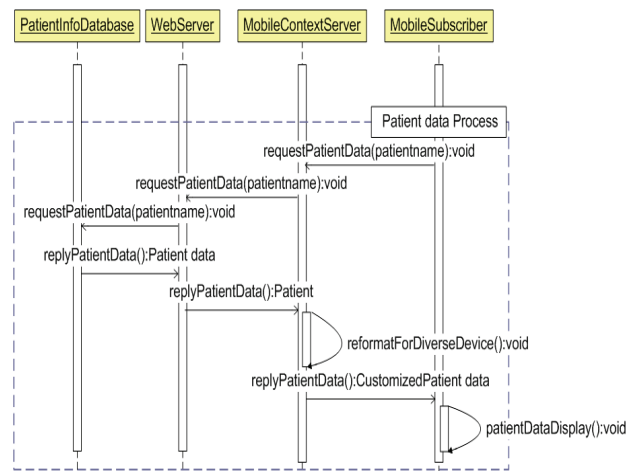 PatientInfoDatabase
WebServer
MobileContextServer
MobileSubscriber
Patient data Process
requestPatientData(patientname):void
requestPatientData(patientname):void
requestPatientData(patientname):void
replyPatientData():Patient data
replyPatientData():Patient
reformatForDiverseDevice():void
replyPatientData():CustomizedPatient data
patientDataDisplay():void